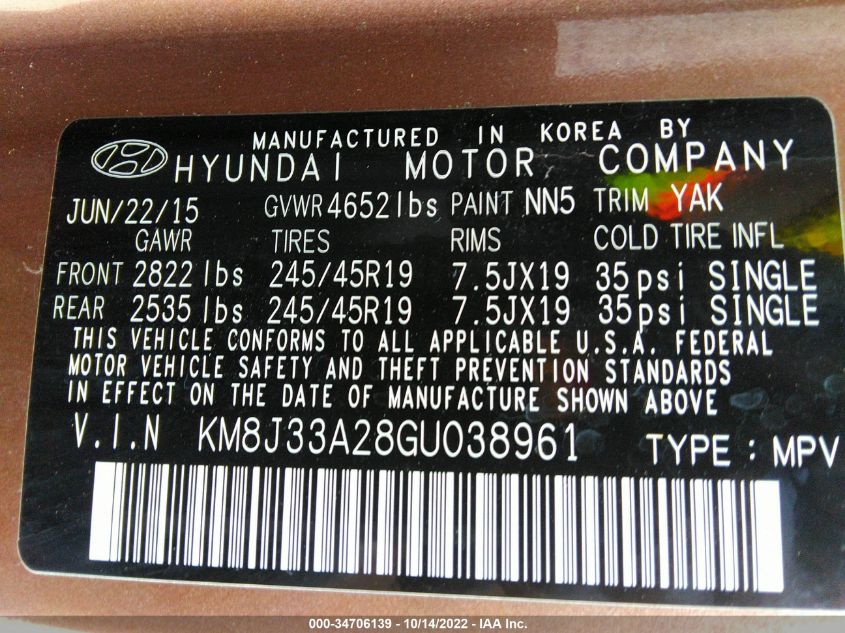 MANUFACTURED IN KOREA BY
HYUNDAI MOTOR COMPANY
JUN/22/15 GVWR 4652 lbs PAINT NN5 TRIM YAK
GAWR TIRES RIMS COLD TIRE INFL
FRONT 2822 lbs 245/45R19 7.5JX19 35psi SINGLE
REAR 2535 lbs 245/45R19 7.5JX19 35psi SINGLE
THIS VEHICLE CONFORMS TO ALL APPLICABLE U.S.A. FEDERAL
MOTOR VEHICLE SAFETY AND THEFT PREVENTION STANDARDS
IN EFFECT ON THE DATE OF MANUFACTURE SHOWN ABOVE
V.I.N KM8J33A28GU038961 TYPE : MPV
000-34706139 - 10/14/2022 - IAA Inc.